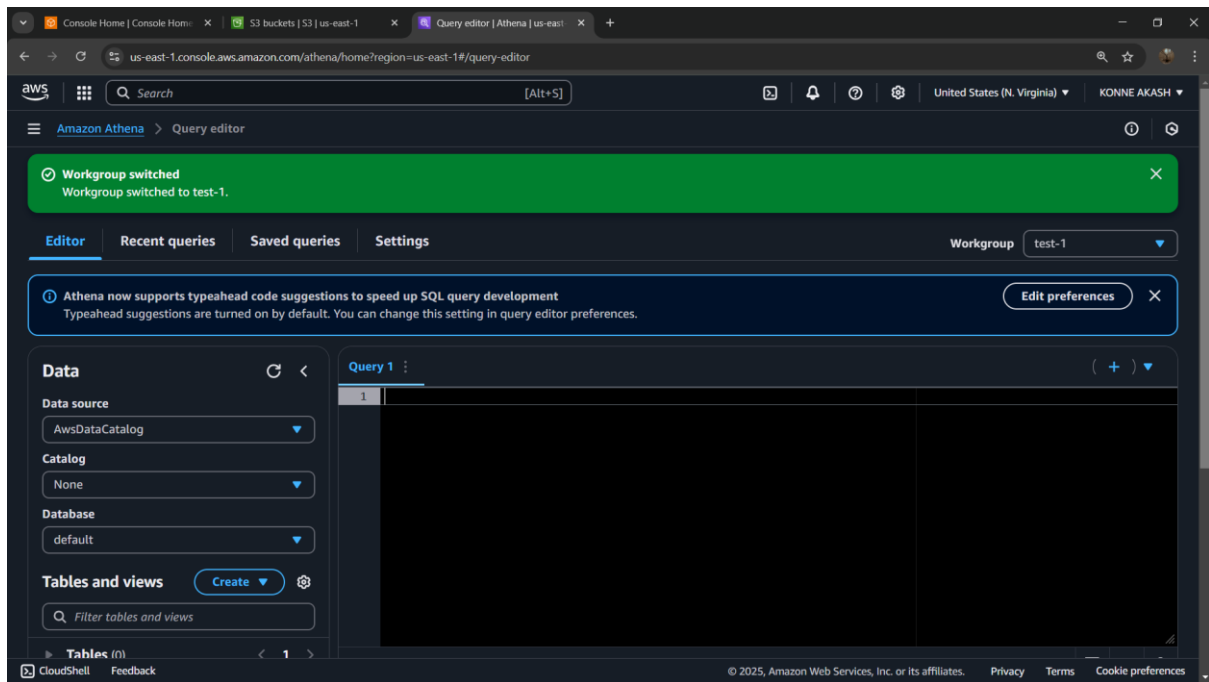 Console Home | Console Home
S3 buckets | S3 | us-east-1
Query editor | Athena | us-east-
us-east-1.console.aws.amazon.com/athena/home?region=us-east-1#/query-editor
aws
Search
[Alt+S]
United States (N. Virginia)
KONNE AKASH
Amazon Athena > Query editor
Workgroup switched
Workgroup switched to test-1.
Editor
Recent queries
Saved queries
Settings
Workgroup
test-1
Athena now supports typeahead code suggestions to speed up SQL query development
Typeahead suggestions are turned on by default. You can change this setting in query editor preferences.
Edit preferences
Data
Data source
AwsDataCatalog
Catalog
None
Database
default
Tables and views
Create
Filter tables and views
Tables (0)
< 1 >
Query 1
1
CloudShell
Feedback
© 2025, Amazon Web Services, Inc. or its affiliates.
Privacy
Terms
Cookie preferences